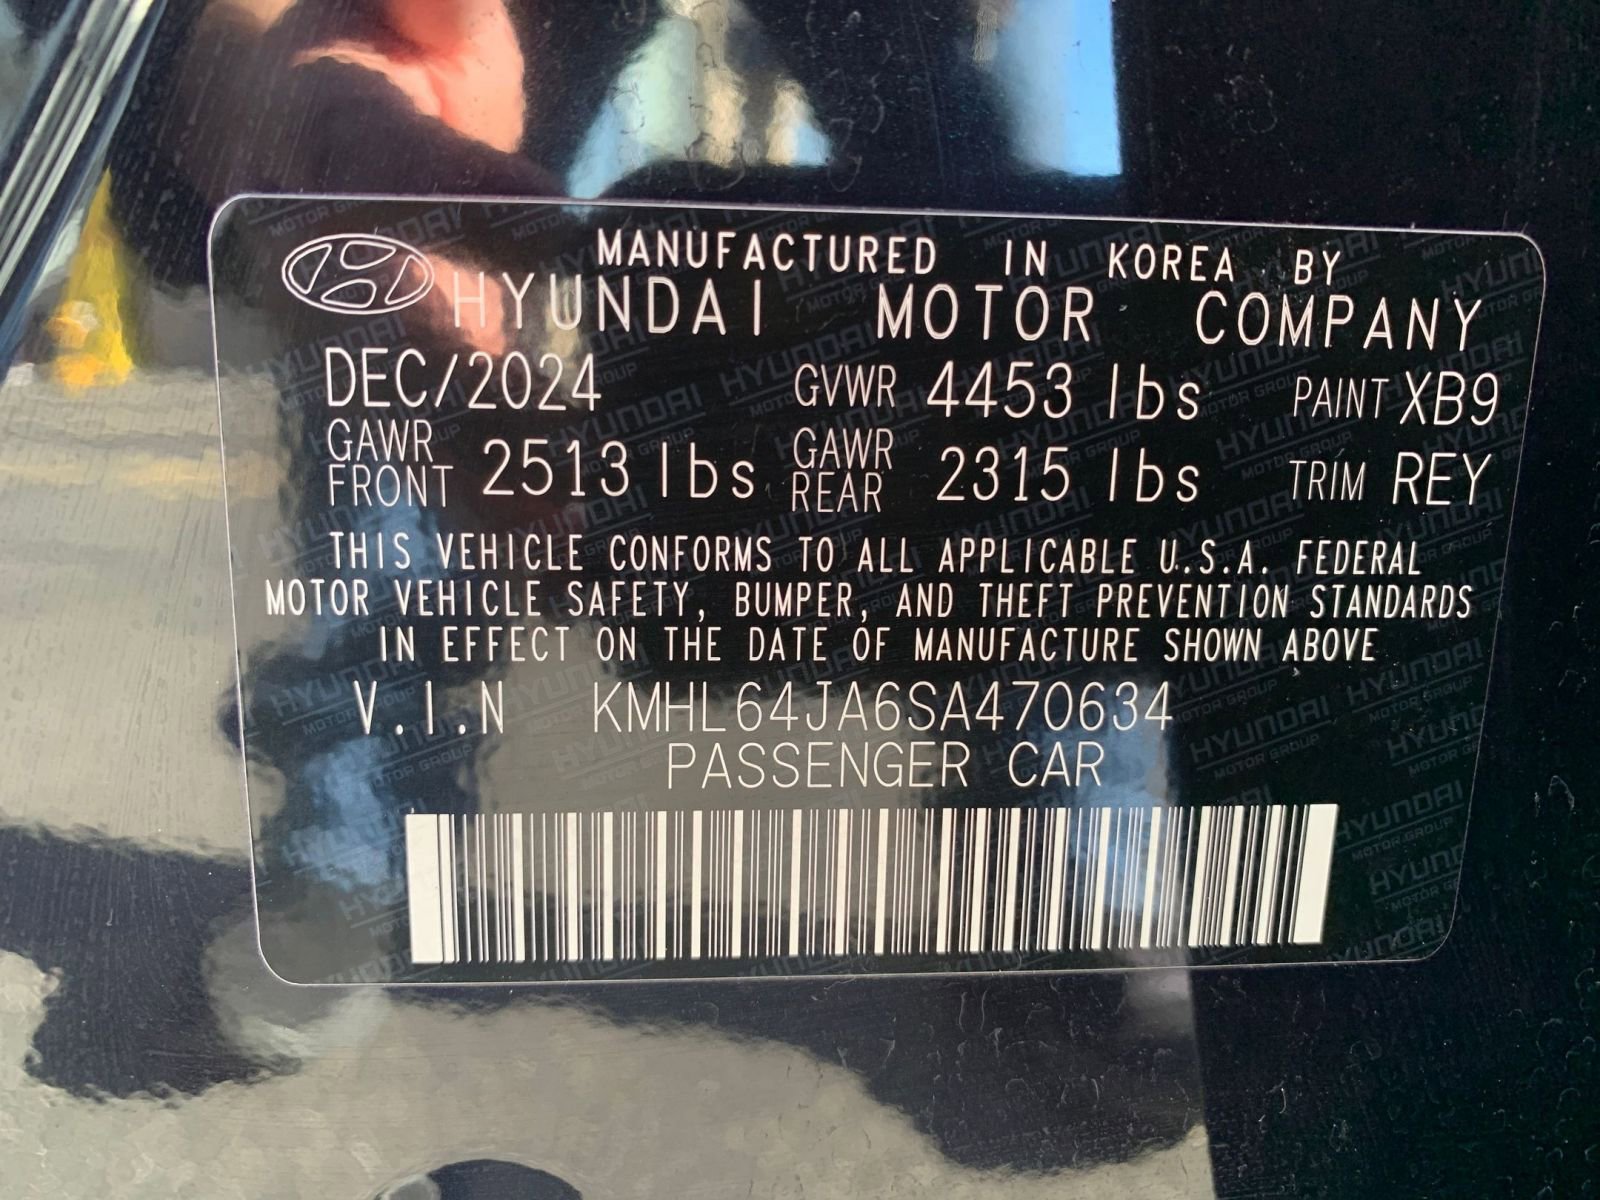 MANUFACTURED IN KOREA BY
HYUNDAI MOTOR COMPANY
DEC/2024 GVWR 4453 lbs PAINT XB9
GAWR FRONT 2513 lbs GAWR REAR 2315 lbs TRIM REY
THIS VEHICLE CONFORMS TO ALL APPLICABLE U.S.A. FEDERAL
MOTOR VEHICLE SAFETY, BUMPER, AND THEFT PREVENTION STANDARDS
IN EFFECT ON THE DATE OF MANUFACTURE SHOWN ABOVE
V.I.N KMHL64JA6SA470634
PASSENGER CAR